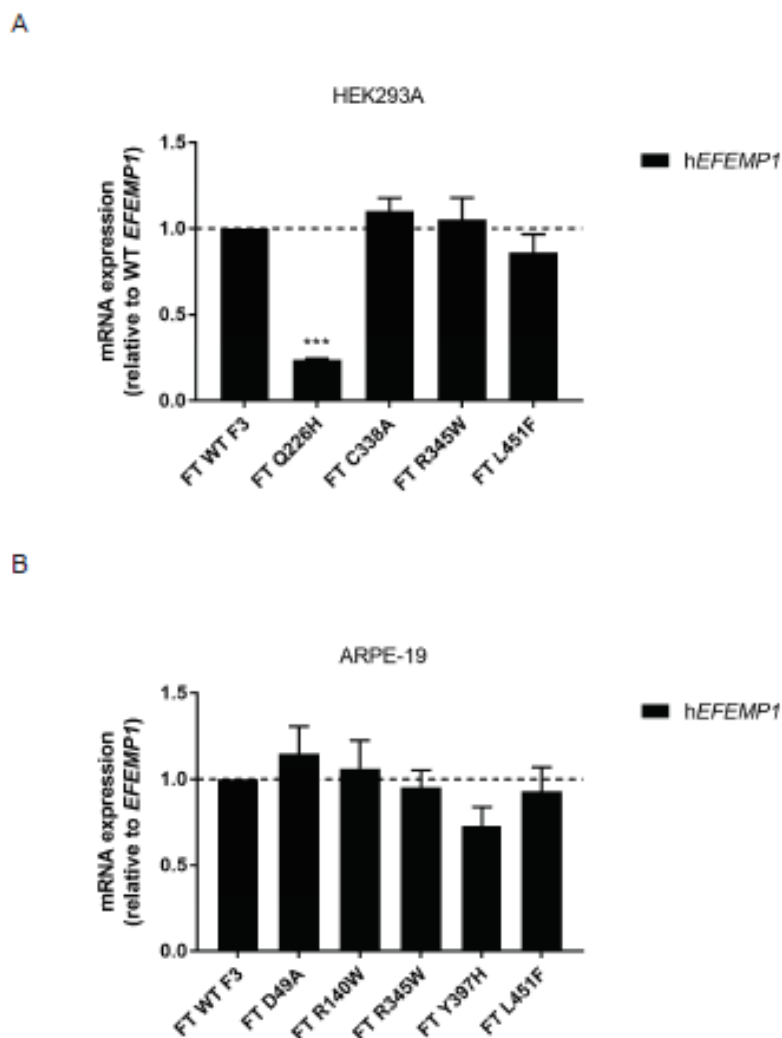 A
HEK293A
mRNA expression
(relative to WT EFEMP1)
1.5
1.0
0.5
0.0
***
hEFEMP1
FT WT F3
FT Q226H
FT C338A
FT R345W
FT L451F
B
ARPE-19
mRNA expression
(relative to EFEMP1)
1.5
1.0
0.5
0.0
hEFEMP1
FT WT F3
FT D49A
FT R140W
FT R345W
FT Y397H
FT L451F